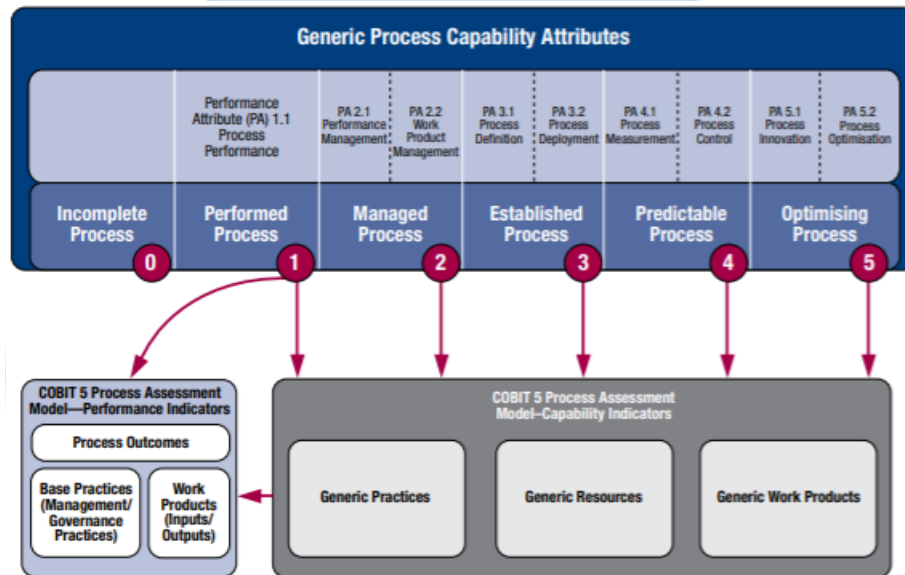 Generic Process Capability Attributes
Performance
Attribute (PA) 1.1
Process
Performance
PA 2.1
Performance
Management
PA 2.2
Work
Product
Management
PA 3.1
Process
Definition
PA 3.2
Process
Deployment
PA 4.1
Process
Measurement
PA 4.2
Process
Control
PA 5.1
Process
Innovation
PA 5.2
Process
Optimisation
Incomplete
Process
0
Performed
Process
1
Managed
Process
2
Established
Process
3
Predictable
Process
4
Optimising
Process
5
COBIT 5 Process Assessment
Model—Performance Indicators
Process Outcomes
Base Practices
(Management/
Governance
Practices)
Work
Products
(Inputs/
Outputs)
COBIT 5 Process Assessment
Model–Capability Indicators
Generic Practices
Generic Resources
Generic Work Products